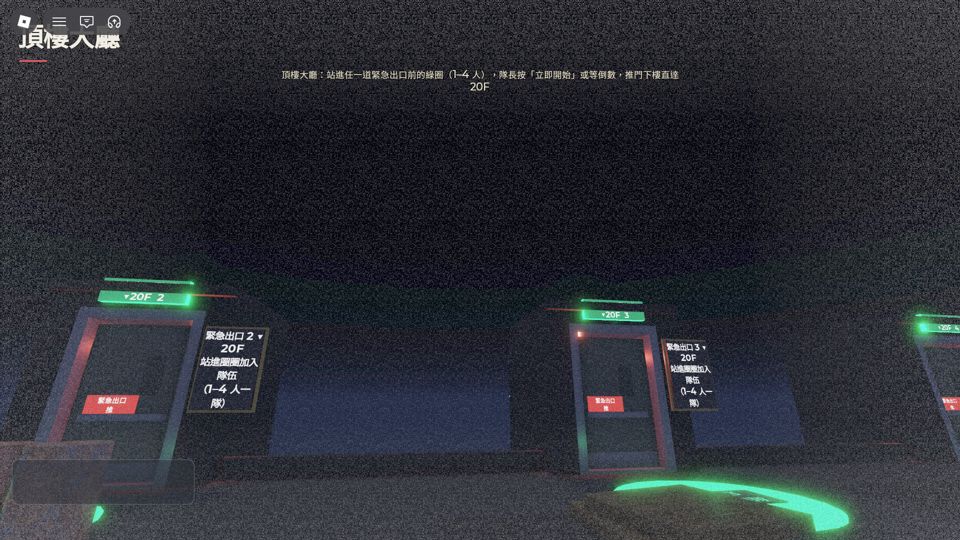 頂樓大廳
頂樓大廳：站進任一道緊急出口前的綠圈（1–4 人），隊長按「立即開始」或等倒數，推門下樓直達
20F
▼20F 2
緊急出口 2 ▼
20F
站進圈圈加入
隊伍
（1–4 人一
隊）
緊急出口
推
▼20F 3
緊急出口 3 ▼
20F
站進圈圈加入
隊伍
（1–4 人一
隊）
緊急出口
推
▼20F 4